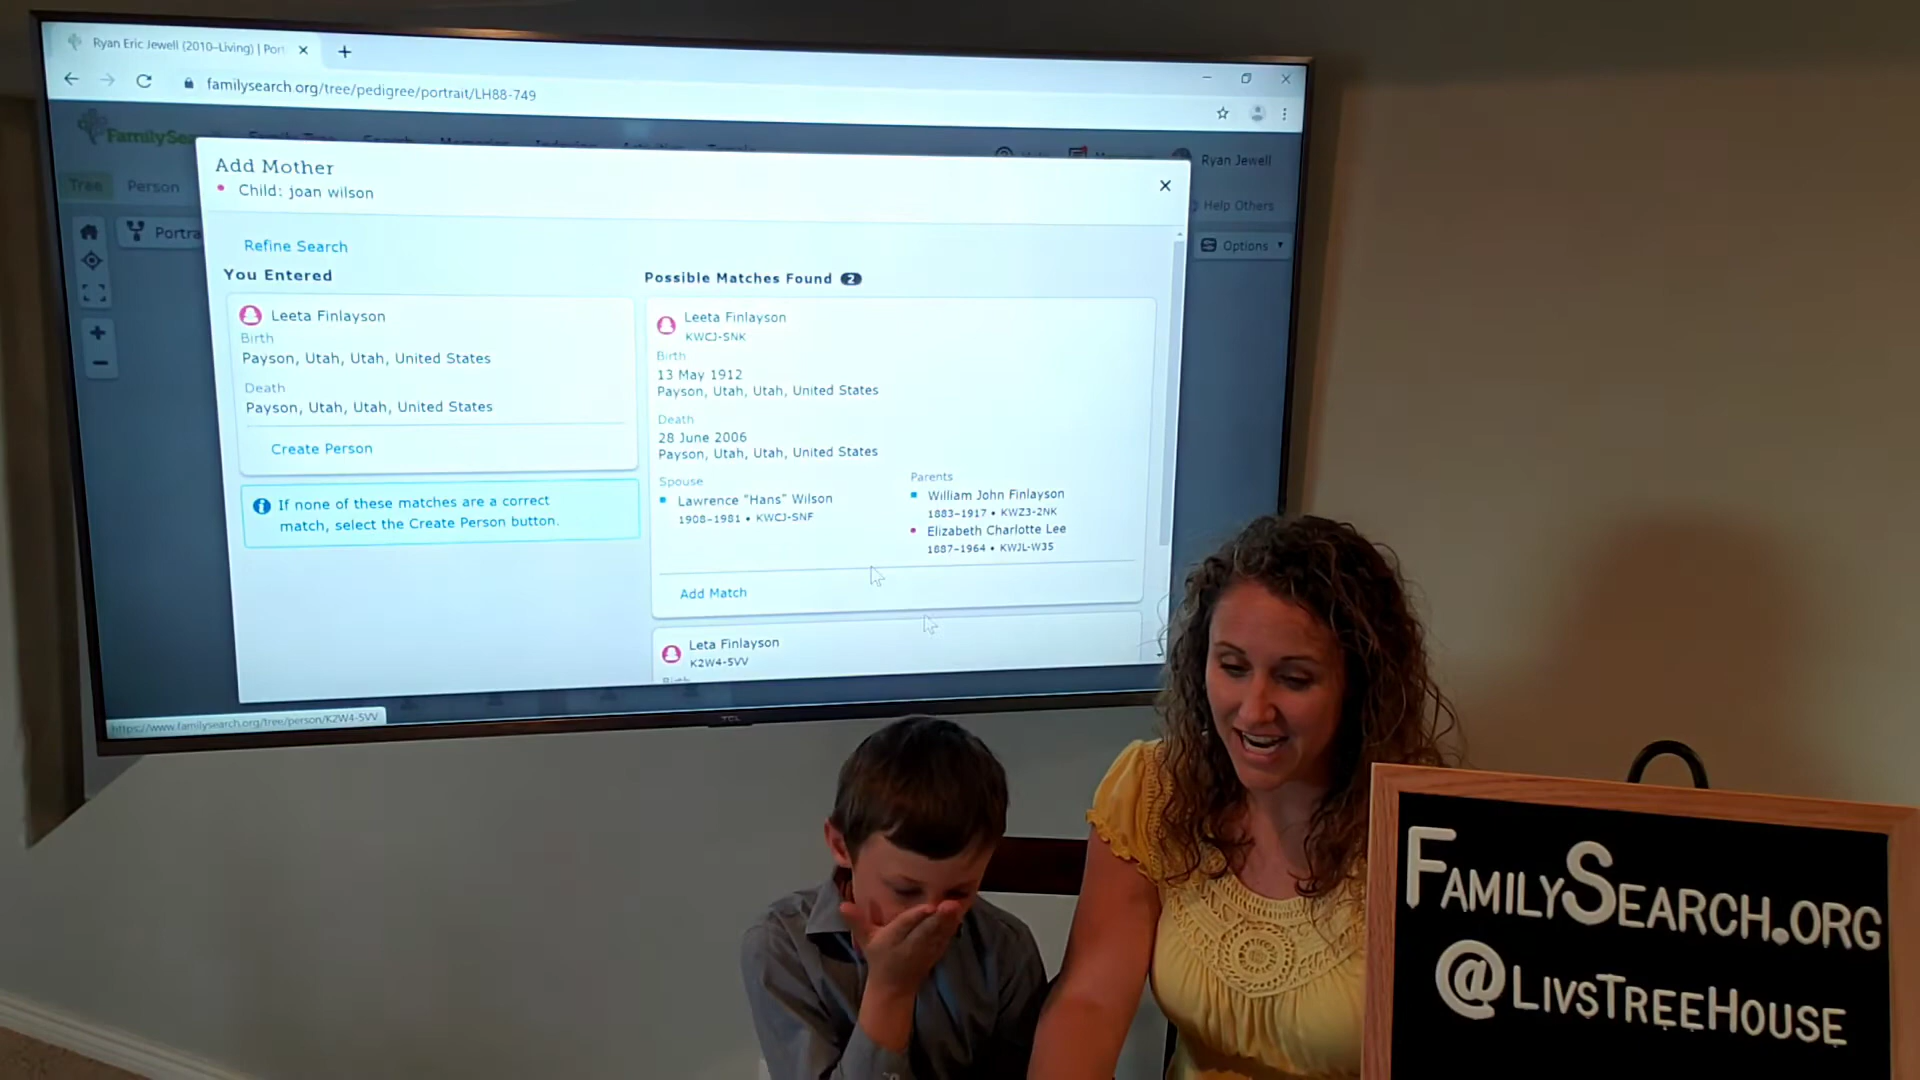 Ryan Eric Jewell (2010–Living) | Por
familysearch.org/tree/pedigree/portrait/LH88-749
FamilySea
Ryan Jewell
Tree
Person
Help Others
Portra
Options
Add Mother
Child: joan wilson
Refine Search
You Entered
Leeta Finlayson
Birth
Payson, Utah, Utah, United States
Death
Payson, Utah, Utah, United States
Create Person
If none of these matches are a correct
match, select the Create Person button.
Possible Matches Found 2
Leeta Finlayson
KWCJ-SNK
Birth
13 May 1912
Payson, Utah, Utah, United States
Death
28 June 2006
Payson, Utah, Utah, United States
Spouse
Lawrence "Hans" Wilson
1908–1981 • KWCJ-SNF
Parents
William John Finlayson
1883–1917 • KWZ3-2NK
Elizabeth Charlotte Lee
1887–1964 • KWJL-W35
Add Match
Leta Finlayson
K2W4-5VV
Birth
https://www.familysearch.org/tree/person/K2W4-5VV
TCL
FAMILYSEARCH.ORG
@LIVSTREEHOUSE